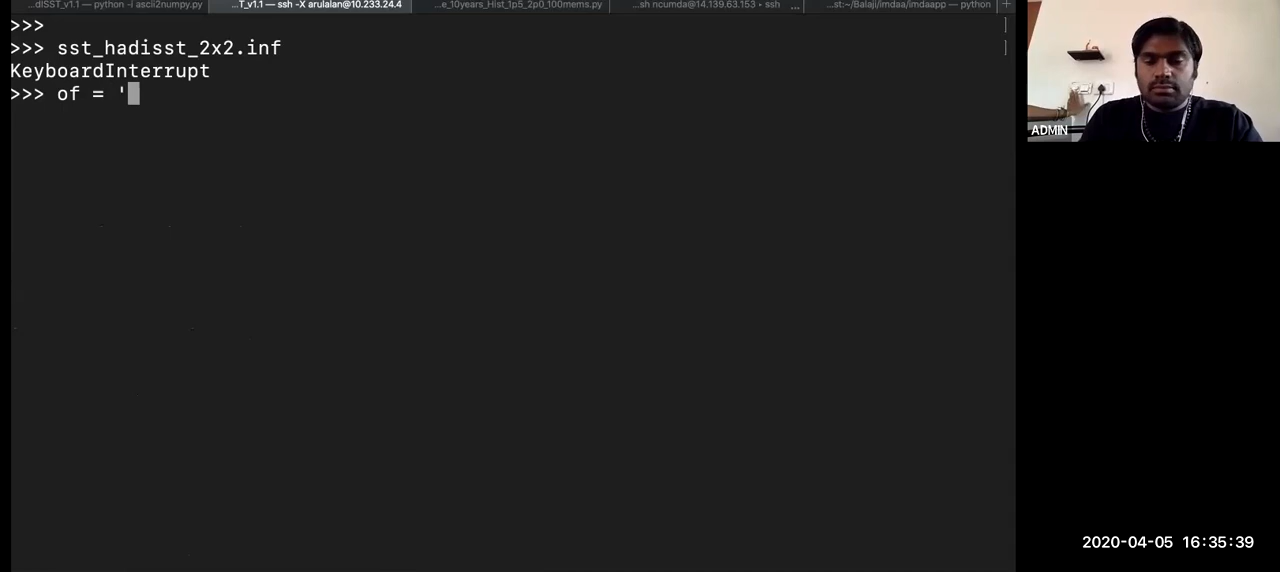 ...dISST_v1.1 — python -i ascii2numpy.py
...T_v1.1 — ssh -X arulalan@10.233.24.4
...e_10years_Hist_1p5_2p0_100mems.py
...sh ncumda@14.139.63.153 ▸ ssh ...
...st:~/Balaji/imdaa/imdaapp — python
+
>>>
>>> sst_hadisst_2x2.inf
KeyboardInterrupt
>>> of = '
ADMIN
2020-04-05 16:35:39